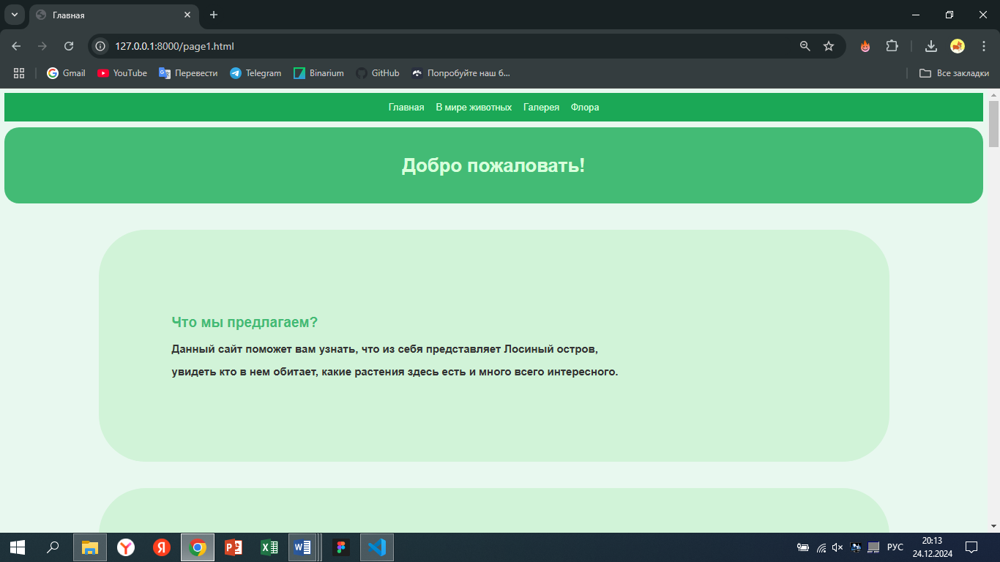 Главная
127.0.0.1:8000/page1.html
Gmail YouTube Перевести Telegram Binarium GitHub Попробуйте наш б... Все закладки
Главная В мире животных Галерея Флора
Добро пожаловать!
Что мы предлагаем?
Данный сайт поможет вам узнать, что из себя представляет Лосиный остров,
увидеть кто в нем обитает, какие растения здесь есть и много всего интересного.
РУС
20:13
24.12.2024